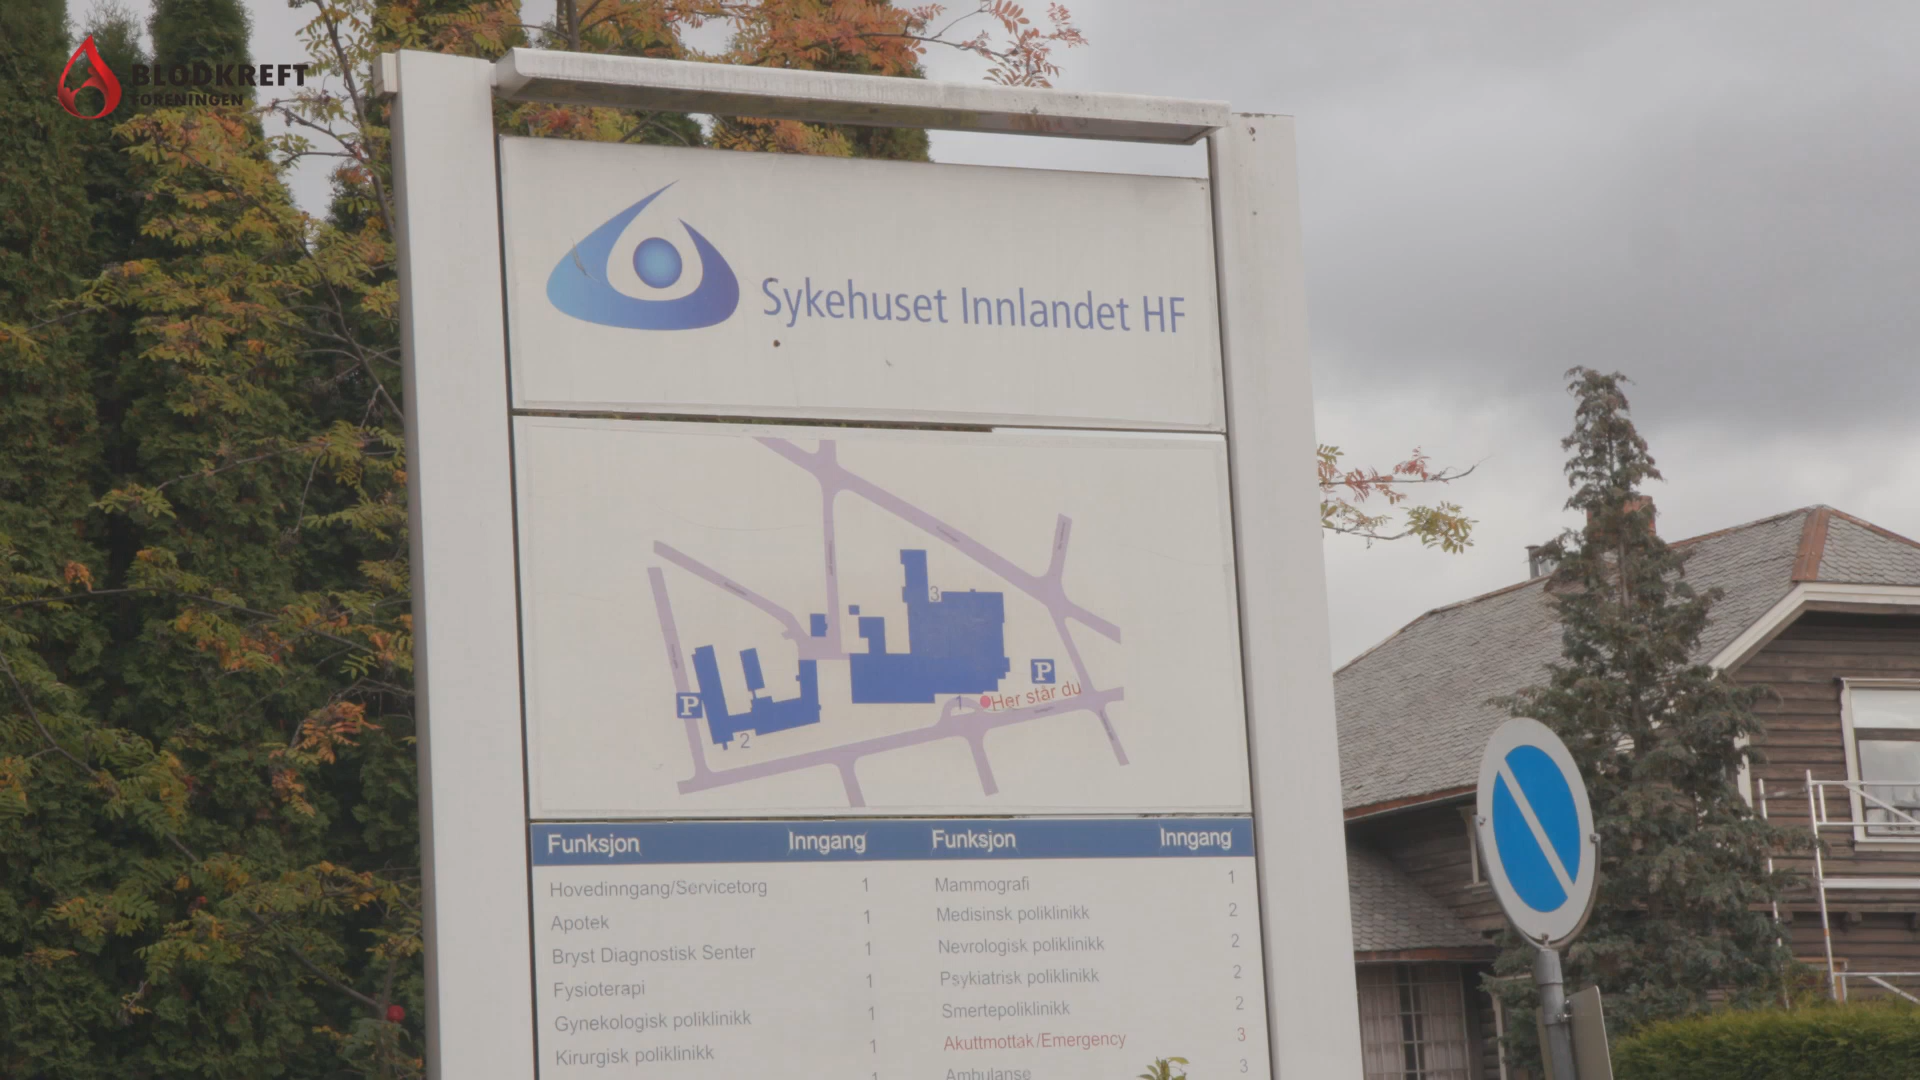 BLODKREFT
FORENINGEN
Sykehuset Innlandet HF
3
P
P
1 Her står du
2
Funksjon Inngang Funksjon Inngang
Hovedinngang/Servicetorg 1 Mammografi 1
Apotek 1 Medisinsk poliklinikk 2
Bryst Diagnostisk Senter 1 Nevrologisk poliklinikk 2
Fysioterapi 1 Psykiatrisk poliklinikk 2
Gynekologisk poliklinikk 1 Smertepoliklinikk 2
Kirurgisk poliklinikk 1 Akuttmottak/Emergency 3
1 Ambulanse 3